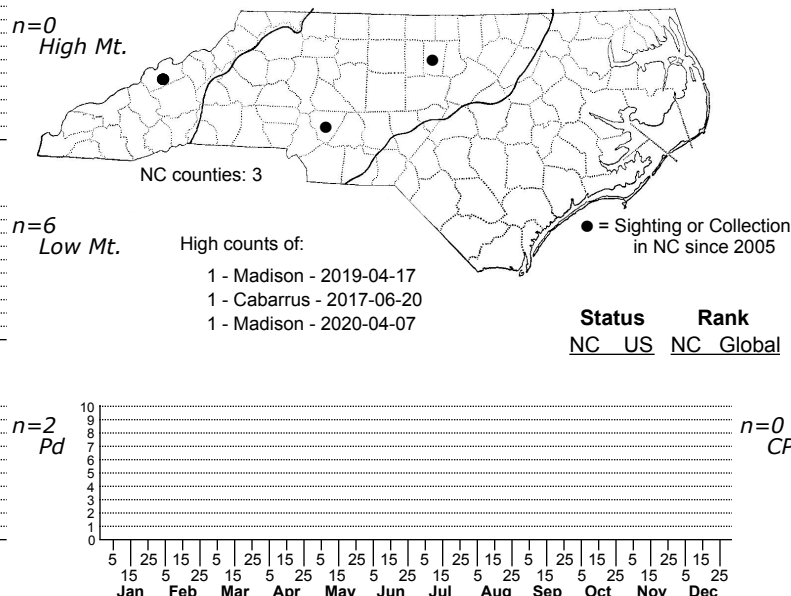 n=0
High Mt.
NC counties: 3
n=6
Low Mt.
High counts of:
1 - Madison - 2019-04-17
1 - Cabarrus - 2017-06-20
1 - Madison - 2020-04-07
● = Sighting or Collection
in NC since 2005
Status Rank
NC US NC Global
n=2
Pd
10
9
8
7
6
5
4
3
2
1
0
n=0
CP
5 25 15 5 25 15 5 25 15 5 25 15 5 25 15 5 25 15
15 5 25 15 5 25 15 5 25 15 5 25 15 5 25 15 5 25
Jan Feb Mar Apr May Jun Jul Aug Sep Oct Nov Dec